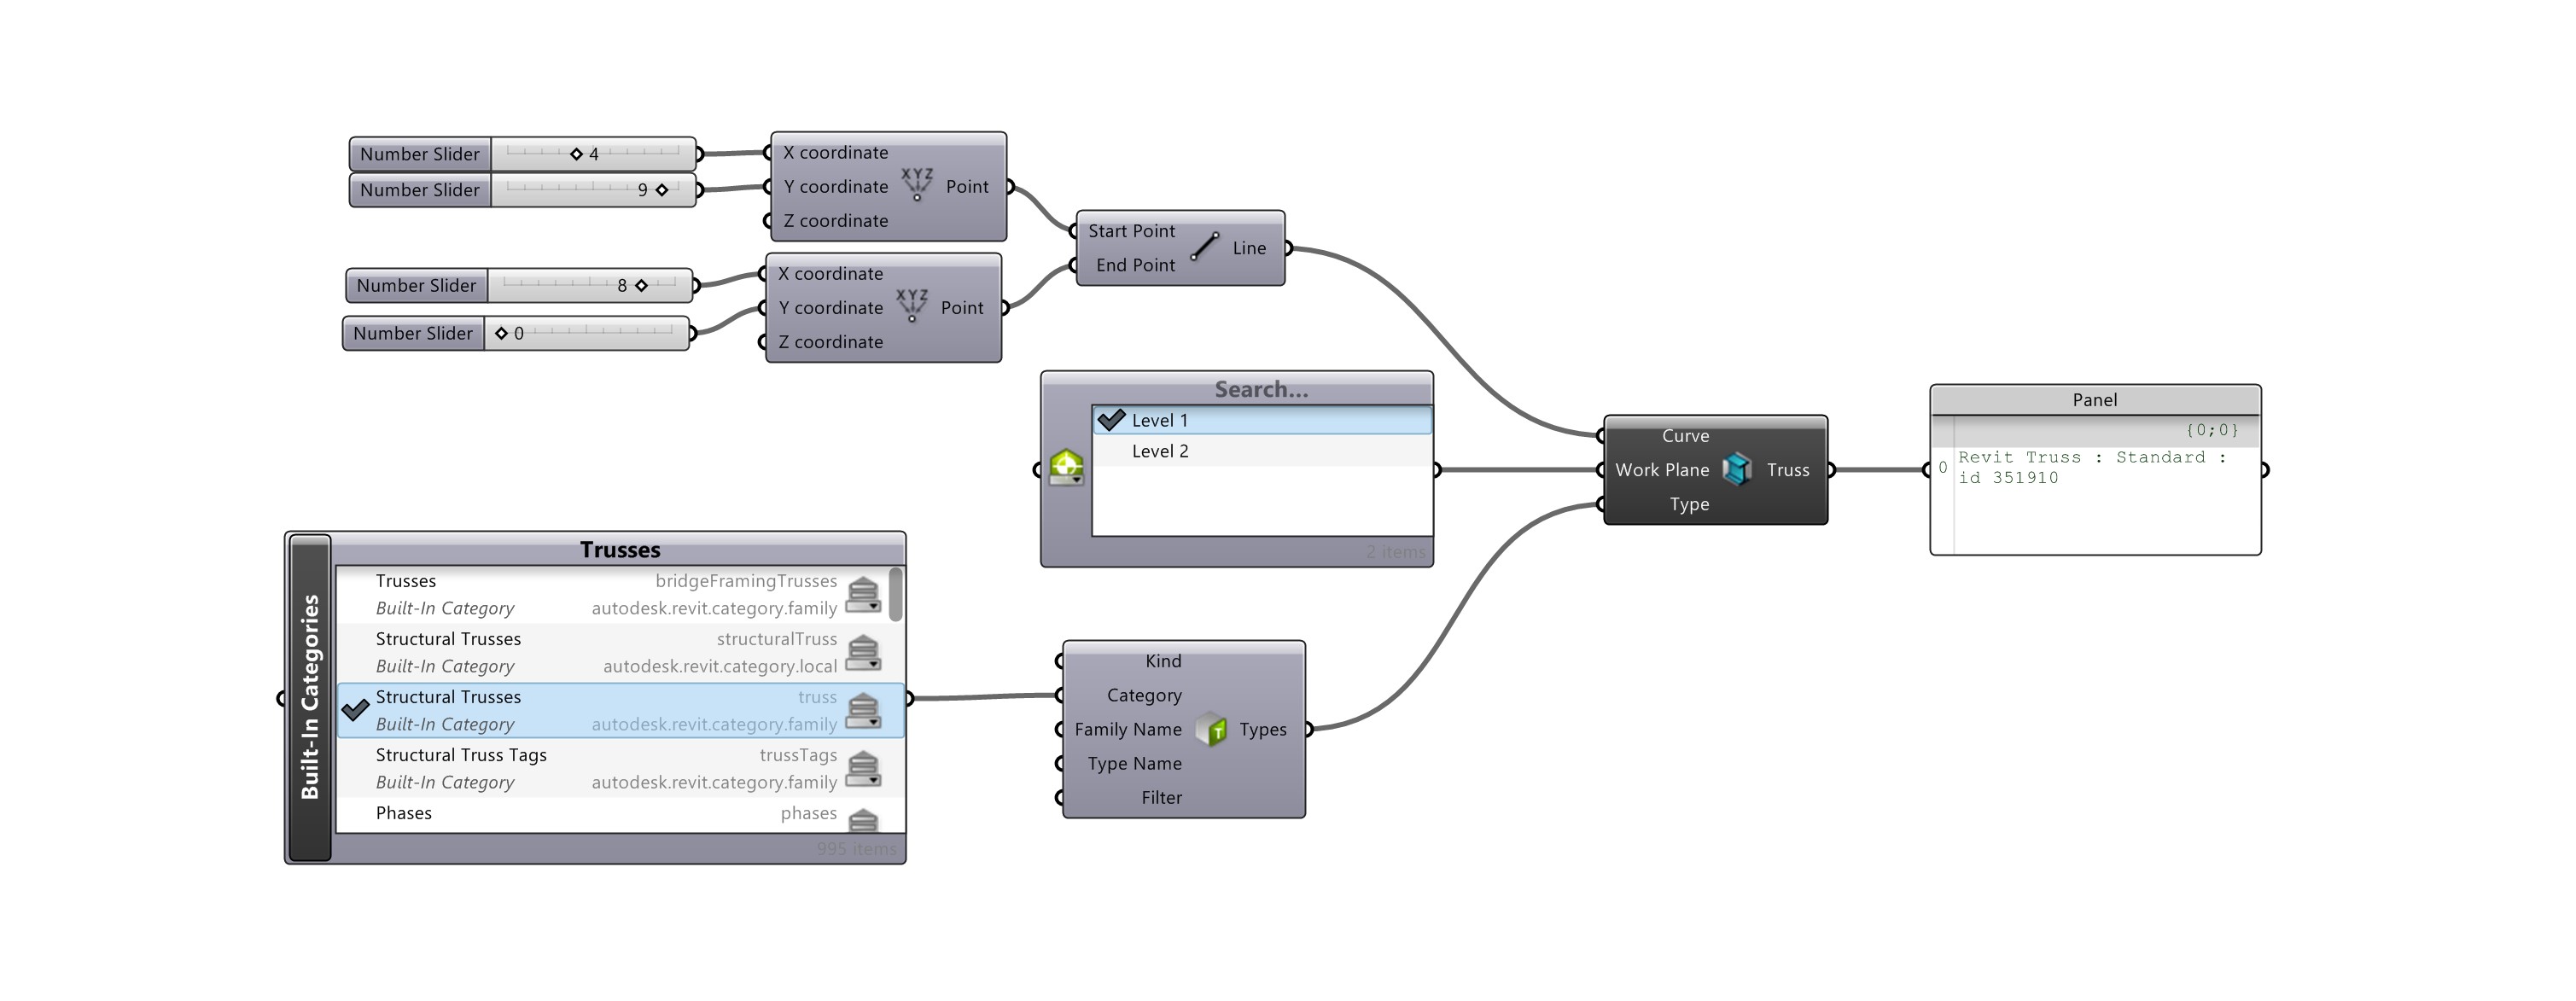 Number Slider 4
Number Slider 9
X coordinate
Y coordinate
Z coordinate
XYZ
Point
Number Slider 8
Number Slider 0
X coordinate
Y coordinate
Z coordinate
XYZ
Point
Start Point
End Point
Line
Search...
Level 1
Level 2
2 items
Built-In Categories
Trusses
Trusses bridgeFramingTrusses
Built-In Category autodesk.revit.category.family
Structural Trusses structuralTruss
Built-In Category autodesk.revit.category.local
Structural Trusses truss
Built-In Category autodesk.revit.category.family
Structural Truss Tags trussTags
Built-In Category autodesk.revit.category.family
Phases phases
995 items
Kind
Category
Family Name
Type Name
Filter
T
Types
Curve
Work Plane
Type
Truss
Panel
{0;0}
0 Revit Truss : Standard :
id 351910